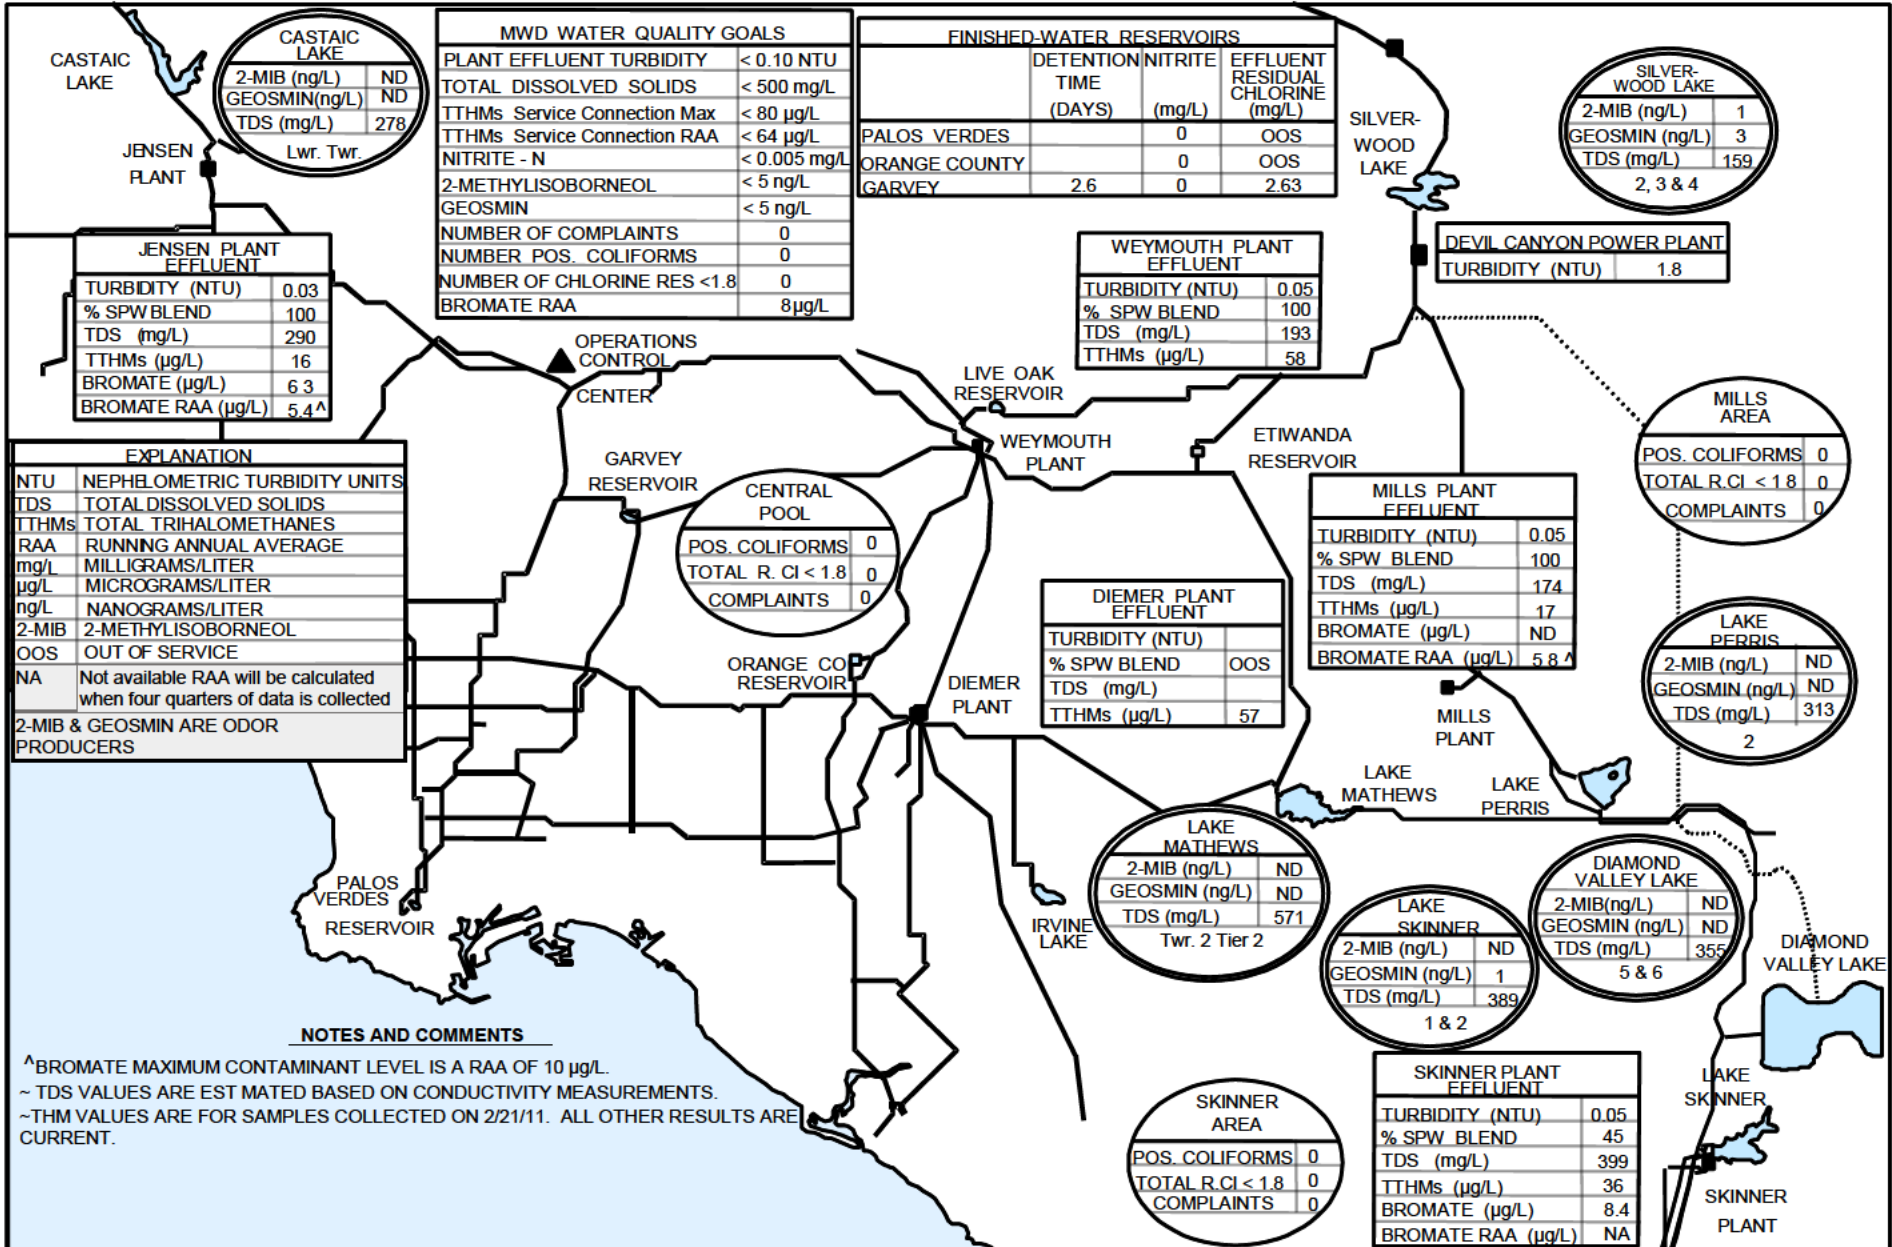 CASTAIC
LAKE
CASTAIC
LAKE
2-MIB (ng/L) ND
GEOSMIN(ng/L) ND
TDS (mg/L) 278
Lwr. Twr.
MWD WATER QUALITY GOALS
PLANT EFFLUENT TURBIDITY < 0.10 NTU
TOTAL DISSOLVED SOLIDS < 500 mg/L
TTHMs Service Connection Max < 80 µg/L
TTHMs Service Connection RAA < 64 µg/L
NITRITE - N < 0.005 mg/L
2-METHYLISOBORNEOL < 5 ng/L
GEOSMIN < 5 ng/L
NUMBER OF COMPLAINTS 0
NUMBER POS. COLIFORMS 0
NUMBER OF CHLORINE RES <1.8 0
BROMATE RAA 8µg/L
FINISHED-WATER RESERVOIRS
DETENTION NITRITE EFFLUENT
TIME RESIDUAL
CHLORINE
(DAYS) (mg/L) (mg/L)
PALOS VERDES 0 OOS
ORANGE COUNTY 0 OOS
GARVEY 2.6 0 2.63
SILVER-
WOOD
LAKE
SILVER-
WOOD LAKE
2-MIB (ng/L) 1
GEOSMIN (ng/L) 3
TDS (mg/L) 159
2, 3 & 4
JENSEN
PLANT
JENSEN PLANT
EFFLUENT
TURBIDITY (NTU) 0.03
% SPW BLEND 100
TDS (mg/L) 290
TTHMs (µg/L) 16
BROMATE (µg/L) 6 3
BROMATE RAA (µg/L) 5.4^
WEYMOUTH PLANT
EFFLUENT
TURBIDITY (NTU) 0.05
% SPW BLEND 100
TDS (mg/L) 193
TTHMs (µg/L) 58
DEVIL CANYON POWER PLANT
TURBIDITY (NTU) 1.8
OPERATIONS
CONTROL
CENTER
LIVE OAK
RESERVOIR
WEYMOUTH
PLANT
ETIWANDA
RESERVOIR
MILLS
AREA
POS. COLIFORMS 0
TOTAL R.Cl < 1 8 0
COMPLAINTS 0
EXPLANATION
NTU NEPHELOMETRIC TURBIDITY UNITS
TDS TOTAL DISSOLVED SOLIDS
TTHMs TOTAL TRIHALOMETHANES
RAA RUNNING ANNUAL AVERAGE
mg/L MILLIGRAMS/LITER
µg/L MICROGRAMS/LITER
ng/L NANOGRAMS/LITER
2-MIB 2-METHYLISOBORNEOL
OOS OUT OF SERVICE
NA Not available RAA will be calculated
when four quarters of data is collected
2-MIB & GEOSMIN ARE ODOR
PRODUCERS
GARVEY
RESERVOIR
CENTRAL
POOL
POS. COLIFORMS 0
TOTAL R. Cl < 1.8 0
COMPLAINTS 0
MILLS PLANT
EFFLUENT
TURBIDITY (NTU) 0.05
% SPW BLEND 100
TDS (mg/L) 174
TTHMs (µg/L) 17
BROMATE (µg/L) ND
BROMATE RAA (µg/L) 5 8 ^
DIEMER PLANT
EFFLUENT
TURBIDITY (NTU)
% SPW BLEND OOS
TDS (mg/L)
TTHMs (µg/L) 57
LAKE
PERRIS
2-MIB (ng/L) ND
GEOSMIN (ng/L) ND
TDS (mg/L) 313
2
ORANGE CO
RESERVOIR
DIEMER
PLANT
MILLS
PLANT
LAKE
MATHEWS
LAKE
PERRIS
LAKE
MATHEWS
2-MIB (ng/L) ND
GEOSMIN (ng/L) ND
TDS (mg/L) 571
Twr. 2 Tier 2
DIAMOND
VALLEY LAKE
2-MIB(ng/L) ND
GEOSMIN (ng/L) ND
TDS (mg/L) 355
5 & 6
LAKE
SKINNER
2-MIB (ng/L) ND
GEOSMIN (ng/L) 1
TDS (mg/L) 389
1 & 2
PALOS
VERDES
RESERVOIR
IRVINE
LAKE
DIAMOND
VALLEY LAKE
NOTES AND COMMENTS
^BROMATE MAXIMUM CONTAMINANT LEVEL IS A RAA OF 10 µg/L.
~ TDS VALUES ARE EST MATED BASED ON CONDUCTIVITY MEASUREMENTS.
~THM VALUES ARE FOR SAMPLES COLLECTED ON 2/21/11. ALL OTHER RESULTS ARE
CURRENT.
SKINNER
AREA
POS. COLIFORMS 0
TOTAL R.Cl < 1.8 0
COMPLAINTS 0
SKINNER PLANT
EFFLUENT
TURBIDITY (NTU) 0.05
% SPW BLEND 45
TDS (mg/L) 399
TTHMs (µg/L) 36
BROMATE (µg/L) 8.4
BROMATE RAA (µg/L) NA
LAKE
SKINNER
SKINNER
PLANT